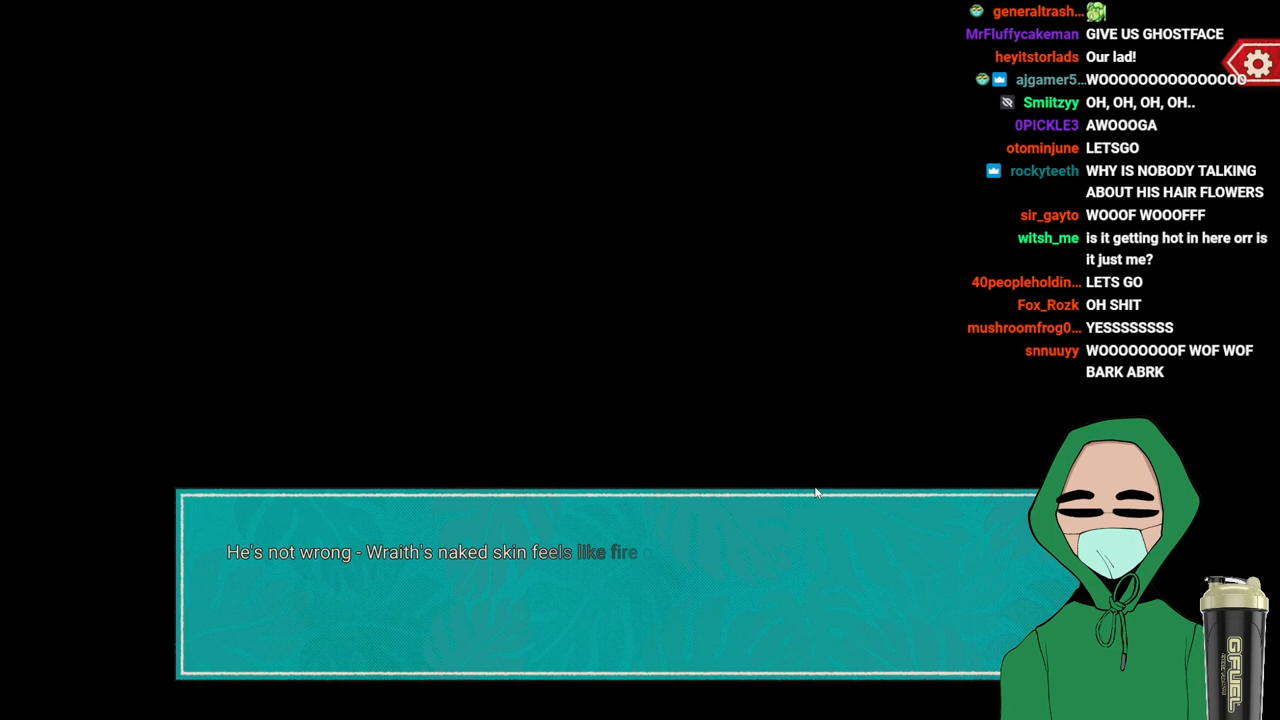 generaltrash...
MrFluffycakeman GIVE US GHOSTFACE
heyitstorlads Our lad!
ajgamer5... WOOOOOOOOOOOOOOO
Smiitzyy OH, OH, OH, OH..
0PICKLE3 AWOOOGA
otominjune LETSGO
rockyteeth WHY IS NOBODY TALKING
ABOUT HIS HAIR FLOWERS
sir_gayto WOOOF WOOOFFF
witsh_me is it getting hot in here orr is
it just me?
40peopleholdin... LETS GO
Fox_Rozk OH SHIT
mushroomfrog0... YESSSSSSSS
snnuuyy WOOOOOOOOF WOF WOF
BARK ABRK
He's not wrong - Wraith's naked skin feels like fire o
GFUEL